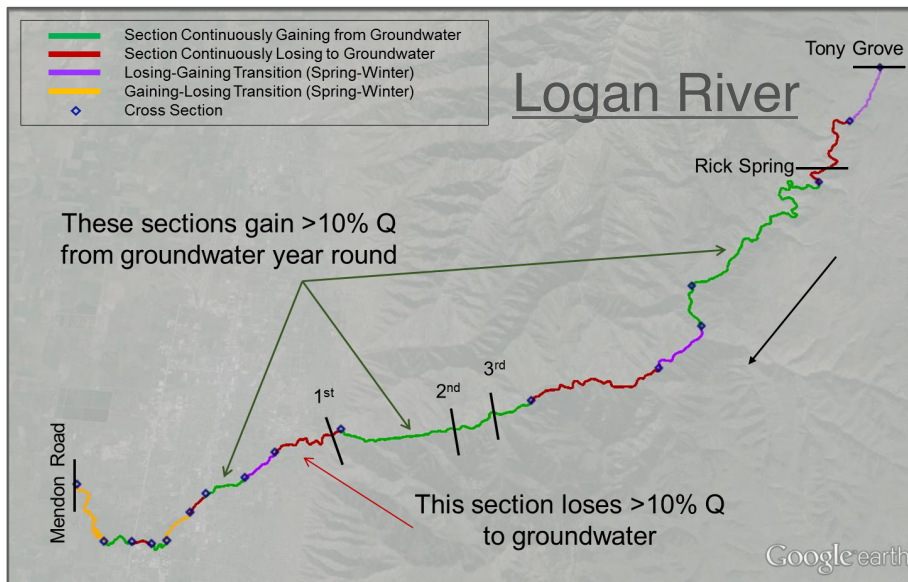 Section Continuously Gaining from Groundwater
Section Continuously Losing to Groundwater
Losing-Gaining Transition (Spring-Winter)
Gaining-Losing Transition (Spring-Winter)
Cross Section
Logan River
Tony Grove
Rick Spring
These sections gain >10% Q
from groundwater year round
3rd
2nd
1st
Mendon Road
This section loses >10% Q
to groundwater
Google earth